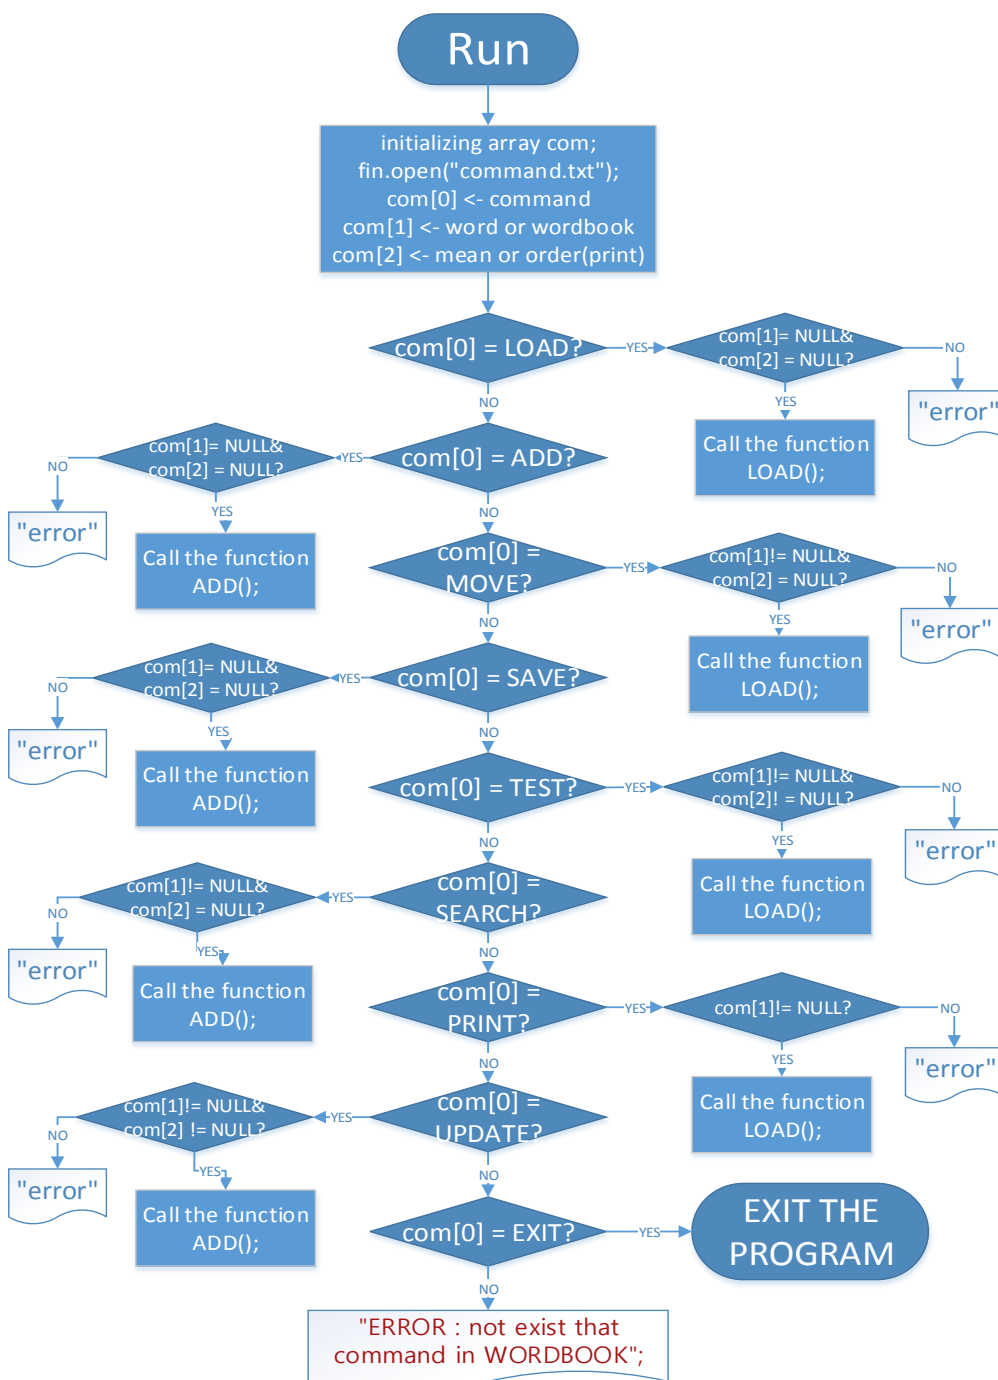 Run
initializing array com;
fin.open("command.txt");
com[0] <- command
com[1] <- word or wordbook
com[2] <- mean or order(print)
com[0] = LOAD?
YES
com[1]= NULL&
com[2] = NULL?
NO
"error"
YES
Call the function
LOAD();
NO
com[0] = ADD?
YES
com[1]= NULL&
com[2] = NULL?
NO
"error"
YES
Call the function
ADD();
NO
com[0] =
MOVE?
YES
com[1]!= NULL&
com[2] = NULL?
NO
"error"
YES
Call the function
LOAD();
NO
com[0] = SAVE?
YES
com[1]= NULL&
com[2] = NULL?
NO
"error"
YES
Call the function
ADD();
NO
com[0] = TEST?
YES
com[1]!= NULL&
com[2]! = NULL?
NO
"error"
YES
Call the function
LOAD();
NO
com[0] =
SEARCH?
YES
com[1]!= NULL&
com[2] = NULL?
NO
"error"
YES
Call the function
ADD();
NO
com[0] =
PRINT?
YES
com[1]!= NULL?
NO
"error"
YES
Call the function
LOAD();
NO
com[0] =
UPDATE?
YES
com[1]!= NULL&
com[2] != NULL?
NO
"error"
YES
Call the function
ADD();
NO
com[0] = EXIT?
YES
EXIT THE
PROGRAM
NO
"ERROR : not exist that
command in WORDBOOK";